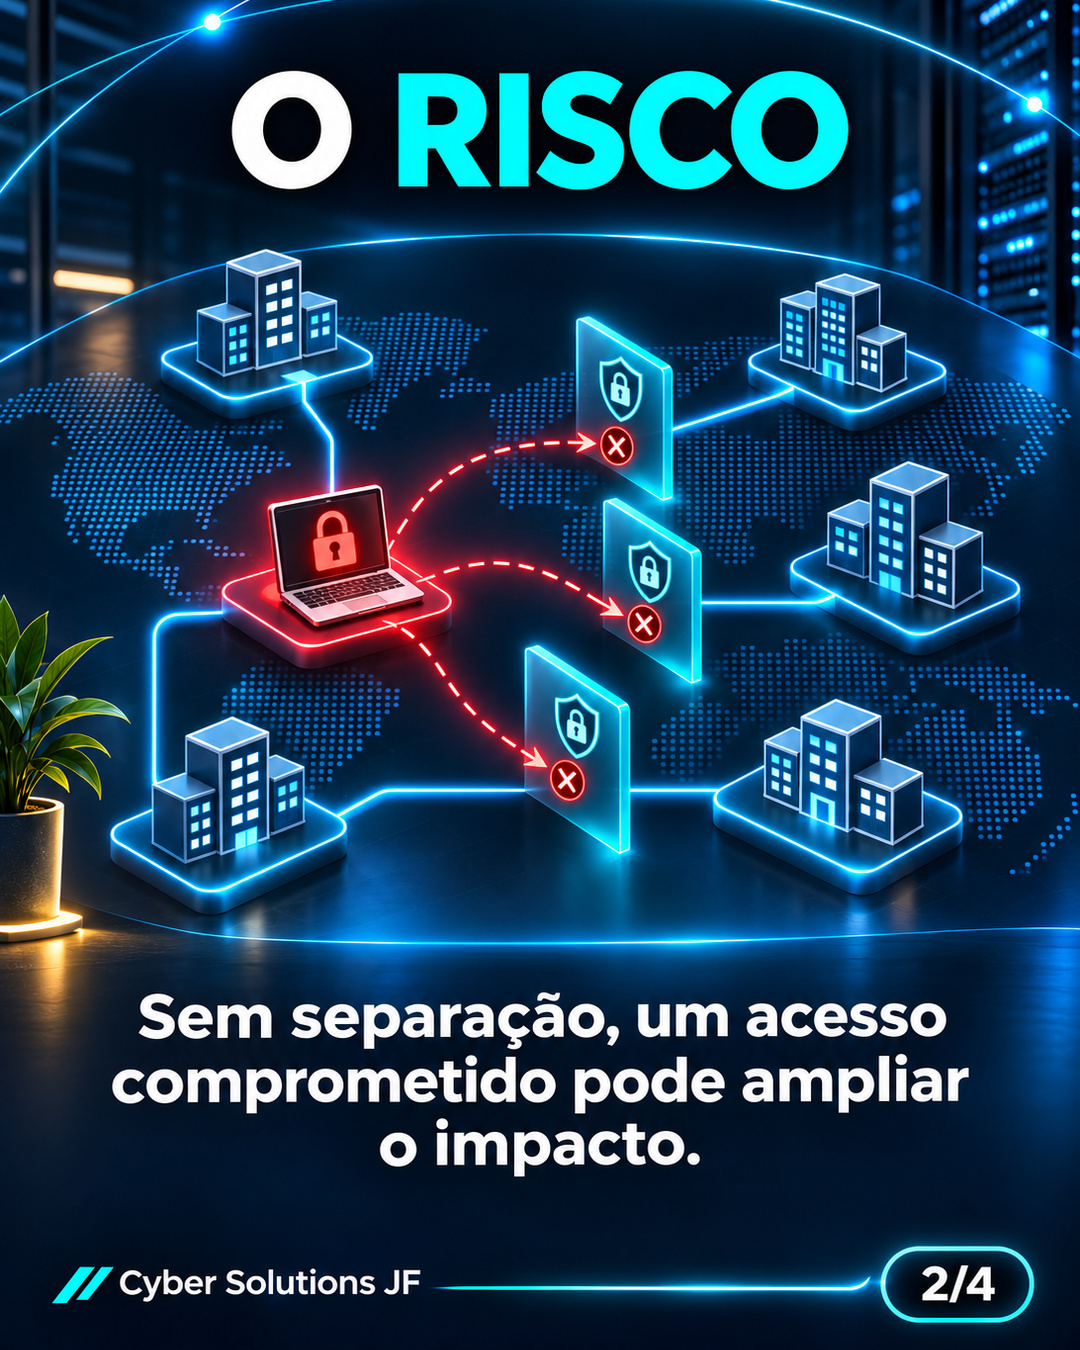 O RISCO
Sem separação, um acesso
comprometido pode ampliar
o impacto.
Cyber Solutions JF
2/4